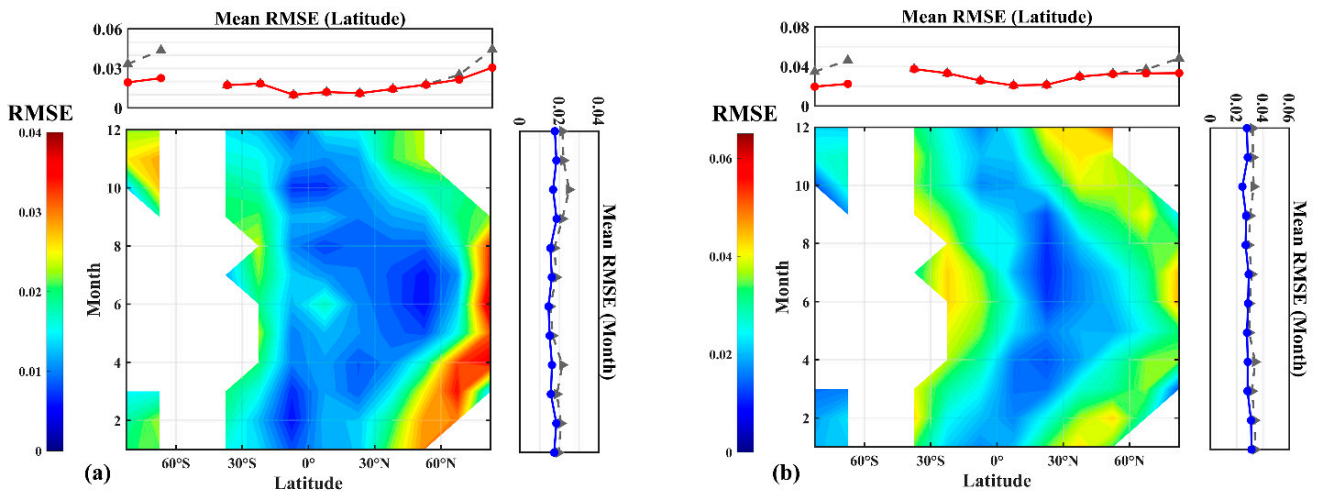 Mean RMSE (Latitude)
0.06
0.03
0
RMSE
0.04
0.03
0.02
0.01
0
Month
12
10
8
6
4
2
60°S
30°S
0°
30°N
60°N
Latitude
(a)
0
0.02
0.04
Mean RMSE (Month)
Mean RMSE (Latitude)
0.08
0.04
0
RMSE
0.06
0.04
0.02
0
Month
12
10
8
6
4
2
60°S
30°S
0°
30°N
60°N
Latitude
(b)
0
0.02
0.04
0.06
Mean RMSE (Month)